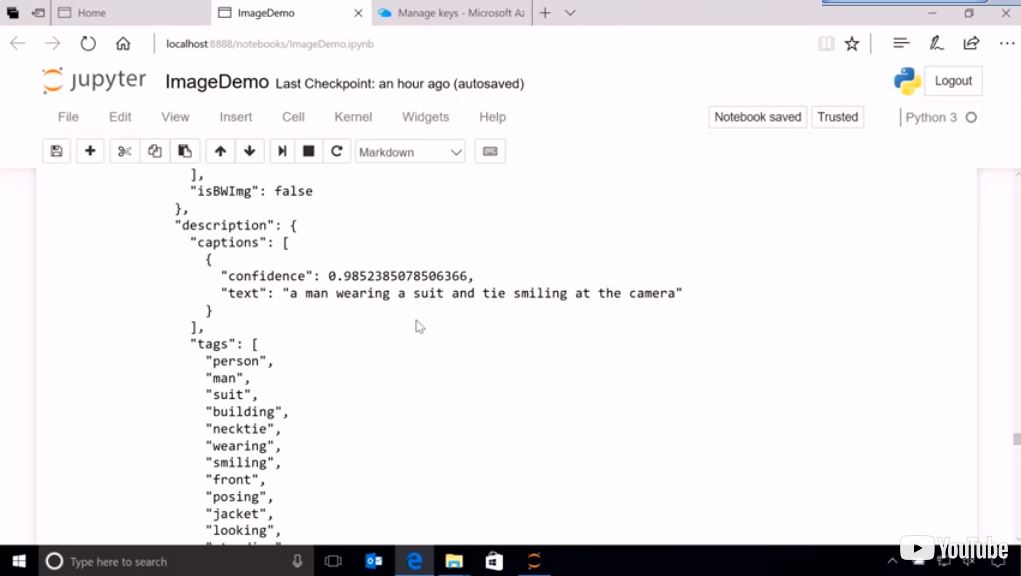 Home
ImageDemo
Manage keys - Microsoft Az
localhost:8888/notebooks/ImageDemo.ipynb
jupyter ImageDemo Last Checkpoint: an hour ago (autosaved)
Logout
File Edit View Insert Cell Kernel Widgets Help
Notebook saved Trusted Python 3
Markdown
],
"isBWImg": false
},
"description": {
"captions": [
{
"confidence": 0.9852385078506366,
"text": "a man wearing a suit and tie smiling at the camera"
}
],
"tags": [
"person",
"man",
"suit",
"building",
"necktie",
"wearing",
"smiling",
"front",
"posing",
"jacket",
"looking",
Type here to search
YouTube